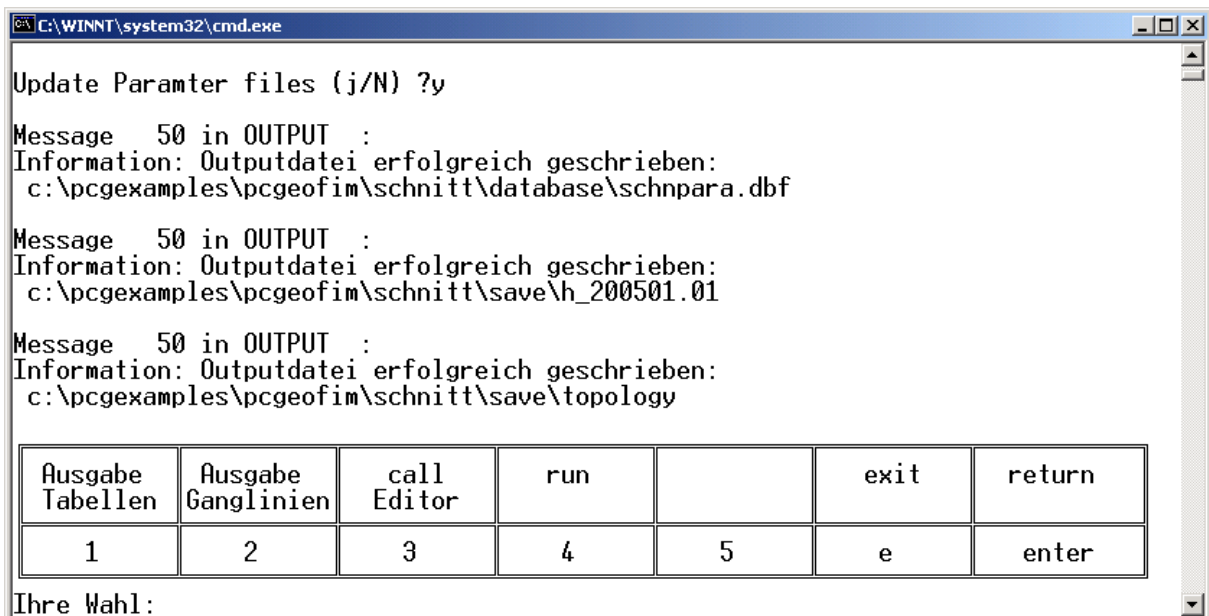 C:\WINNT\system32\cmd.exe
Update Paramter files (j/N) ?y
Message   50 in OUTPUT  :
Information: Outputdatei erfolgreich geschrieben:
c:\pcgexamples\pcgeofim\schnitt\database\schnpara.dbf
Message   50 in OUTPUT  :
Information: Outputdatei erfolgreich geschrieben:
c:\pcgexamples\pcgeofim\schnitt\save\h_200501.01
Message   50 in OUTPUT  :
Information: Outputdatei erfolgreich geschrieben:
c:\pcgexamples\pcgeofim\schnitt\save\topology
Ausgabe Ausgabe call run exit return
Tabellen Ganglinien Editor
1 2 3 4 5 e enter
Ihre Wahl: